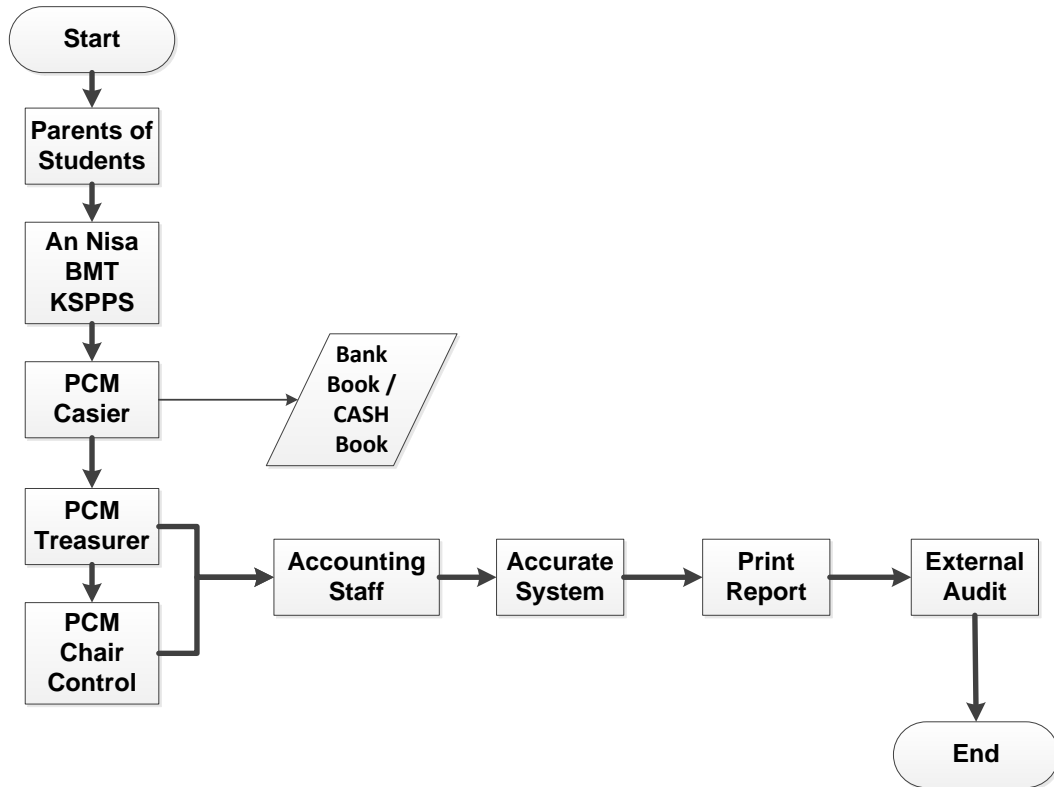 Start
Parents of
Students
An Nisa
BMT
KSPPS
PCM
Casier
Bank
Book /
CASH
Book
PCM
Treasurer
PCM
Chair
Control
Accounting
Staff
Accurate
System
Print
Report
External
Audit
End